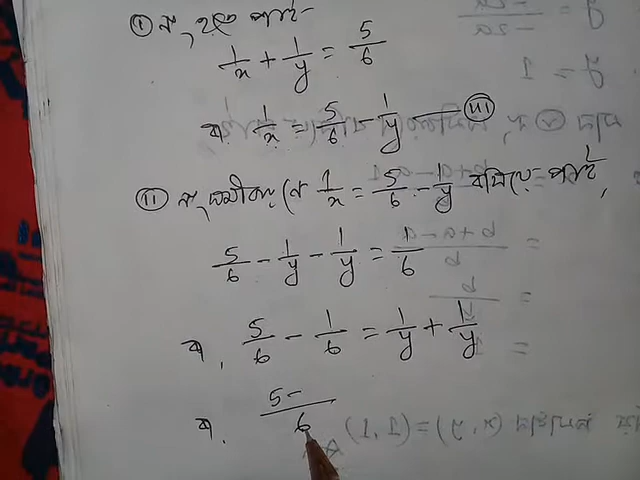 (i) নং হতে পাই-
1/x + 1/y = 5/6
বা, 1/x = 5/6 - 1/y —— (iii)
(ii) নং সমীকরণে 1/x = 5/6 - 1/y বসিয়ে পাই,
5/6 - 1/y - 1/y = 1/6
বা, 5/6 - 1/6 = 1/y + 1/y
বা, 5-/6